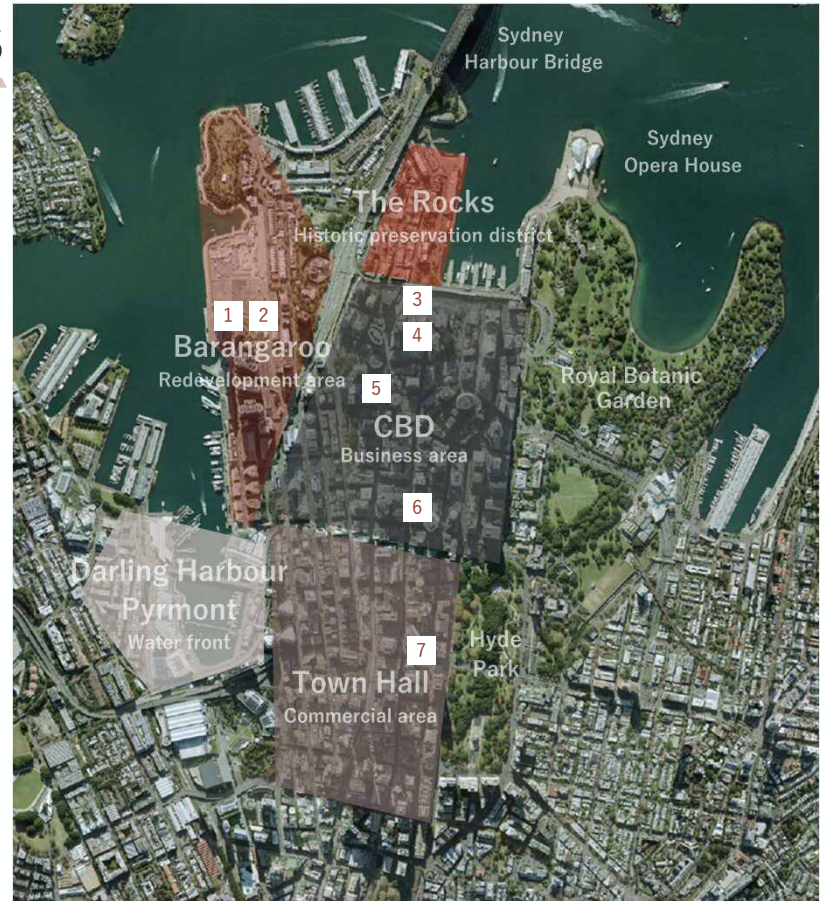 Sydney
Harbour Bridge
Sydney
Opera House
The Rocks
Historic preservation district
3
1 2
4
Barangaroo
Redevelopment area
5
Royal Botanic
Garden
CBD
Business area
6
Darling Harbour
Pyrmont
Water front
Hyde
Park
7
Town Hall
Commercial area